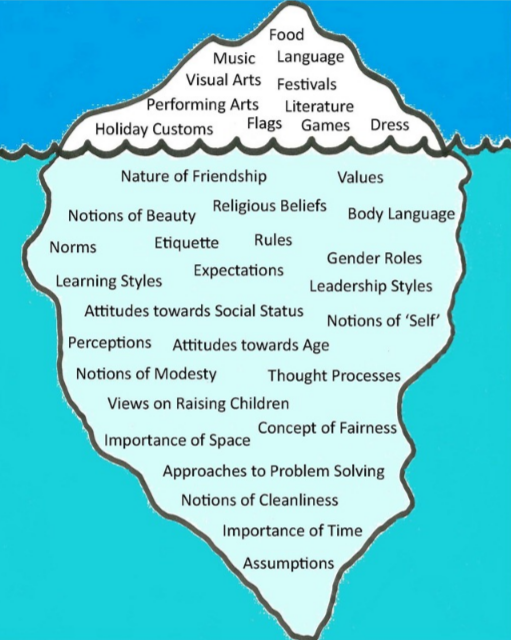 Food
Music Language
Visual Arts Festivals
Performing Arts Literature
Holiday Customs Flags Games Dress
Nature of Friendship Values
Notions of Beauty Religious Beliefs Body Language
Norms Etiquette Rules
Expectations Gender Roles
Learning Styles Leadership Styles
Attitudes towards Social Status
Notions of ‘Self’
Perceptions Attitudes towards Age
Notions of Modesty Thought Processes
Views on Raising Children
Importance of Space Concept of Fairness
Approaches to Problem Solving
Notions of Cleanliness
Importance of Time
Assumptions